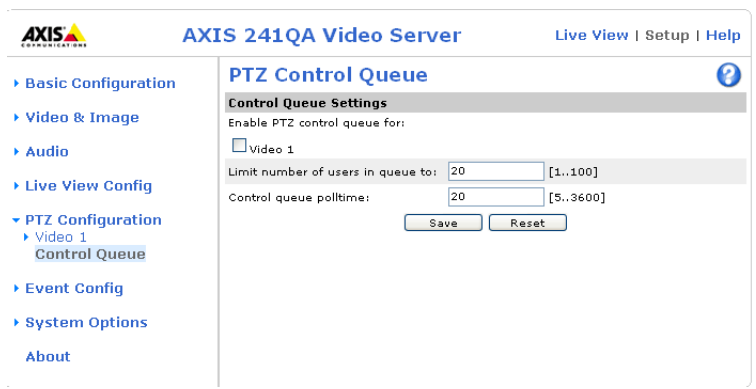 AXIS
COMMUNICATIONS
AXIS 241QA Video Server
Live View | Setup | Help
Basic Configuration
Video & Image
Audio
Live View Config
PTZ Configuration
Video 1
Control Queue
Event Config
System Options
About
PTZ Control Queue
?
Control Queue Settings
Enable PTZ control queue for:
Video 1
Limit number of users in queue to: 20 [1..100]
Control queue polltime: 20 [5..3600]
Save Reset